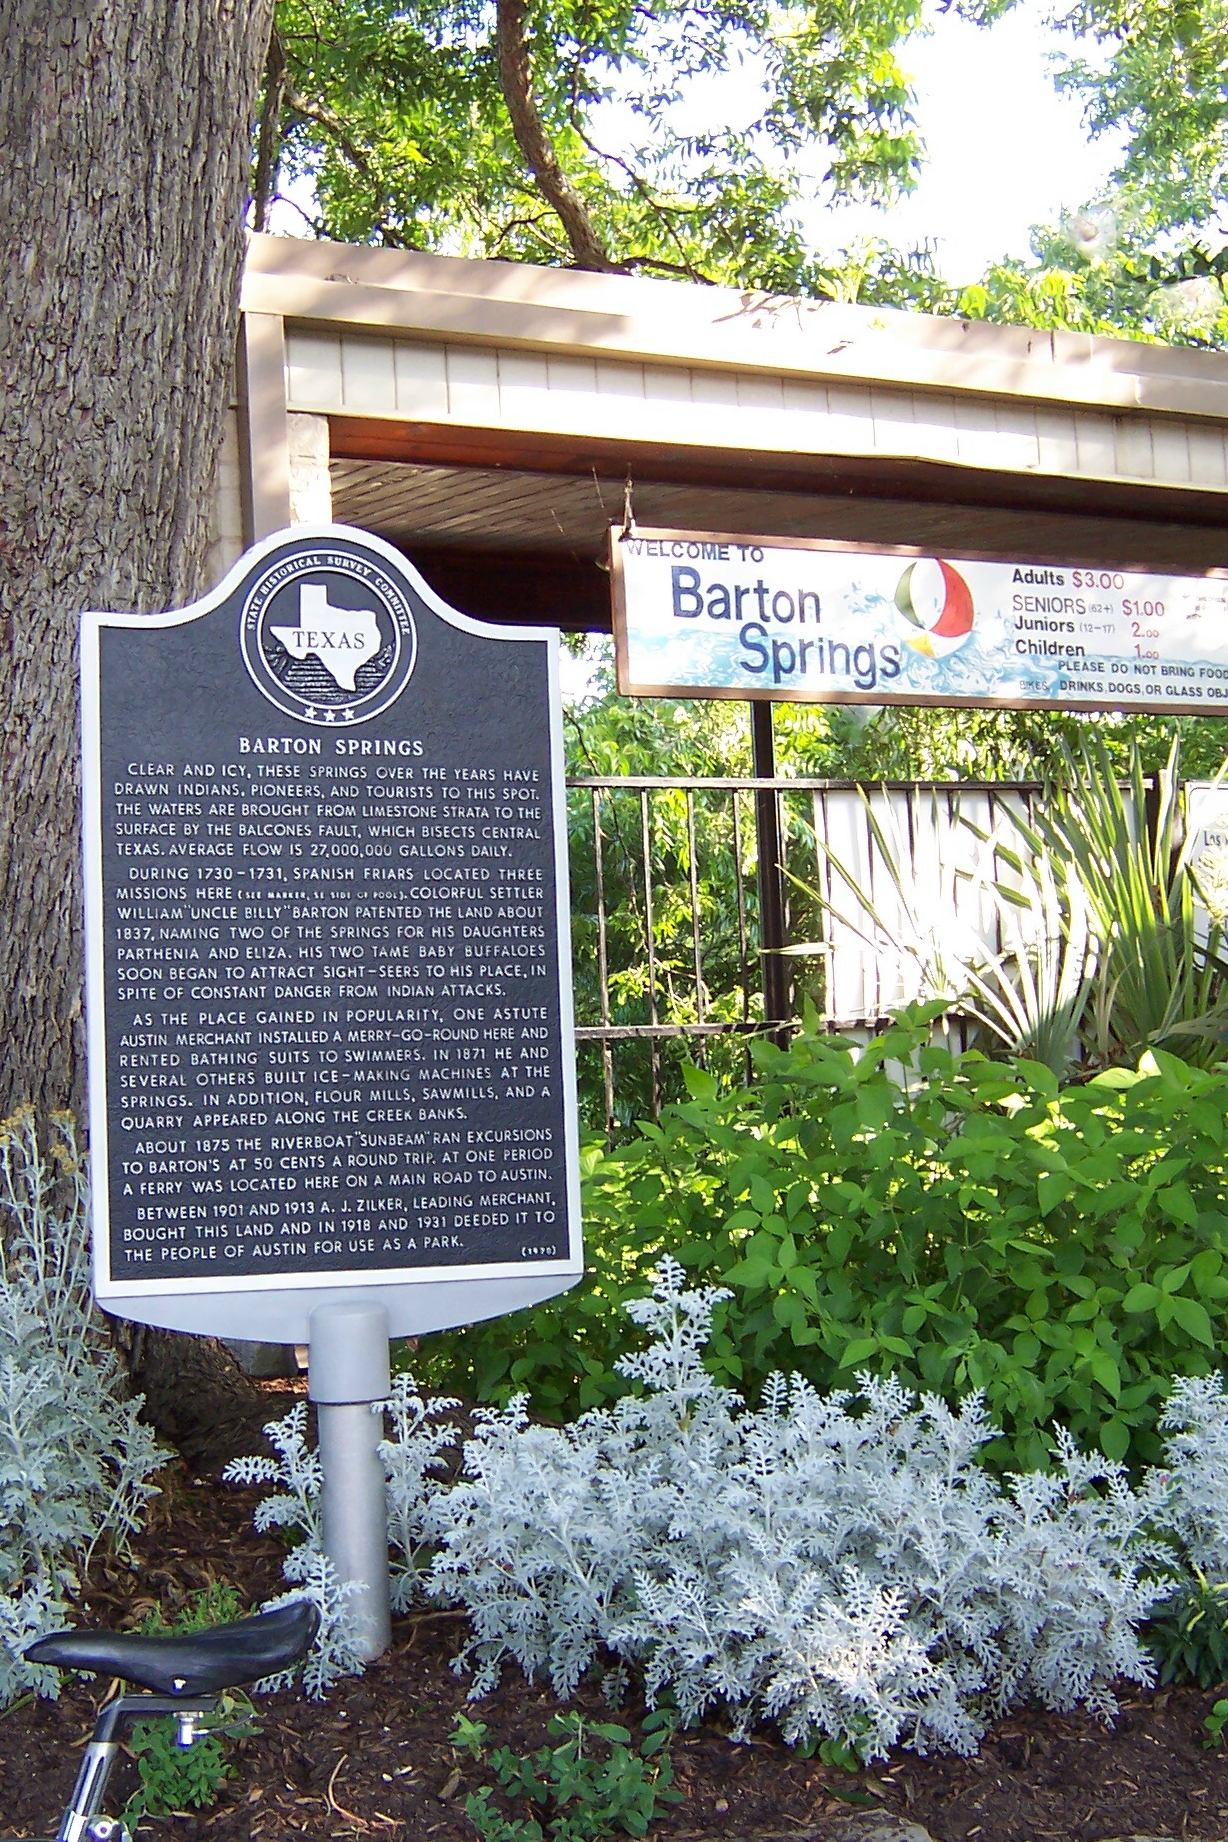 STATE HISTORICAL SURVEY COMMITTEE
TEXAS
BARTON SPRINGS
CLEAR AND ICY, THESE SPRINGS OVER THE YEARS HAVE
DRAWN INDIANS, PIONEERS, AND TOURISTS TO THIS SPOT.
THE WATERS ARE BROUGHT FROM LIMESTONE STRATA TO THE
SURFACE BY THE BALCONES FAULT, WHICH BISECTS CENTRAL
TEXAS. AVERAGE FLOW IS 27,000,000 GALLONS DAILY.
DURING 1730-1731, SPANISH FRIARS LOCATED THREE
MISSIONS HERE (SEE MARKER, SE SIDE OF POOL). COLORFUL SETTLER
WILLIAM "UNCLE BILLY" BARTON PATENTED THE LAND ABOUT
1837, NAMING TWO OF THE SPRINGS FOR HIS DAUGHTERS
PARTHENIA AND ELIZA. HIS TWO TAME BABY BUFFALOES
SOON BEGAN TO ATTRACT SIGHT-SEERS TO HIS PLACE, IN
SPITE OF CONSTANT DANGER FROM INDIAN ATTACKS.
AS THE PLACE GAINED IN POPULARITY, ONE ASTUTE
AUSTIN MERCHANT INSTALLED A MERRY-GO-ROUND HERE AND
RENTED BATHING SUITS TO SWIMMERS. IN 1871 HE AND
SEVERAL OTHERS BUILT ICE-MAKING MACHINES AT THE
SPRINGS. IN ADDITION, FLOUR MILLS, SAWMILLS, AND A
QUARRY APPEARED ALONG THE CREEK BANKS.
ABOUT 1875 THE RIVERBOAT "SUNBEAM" RAN EXCURSIONS
TO BARTON'S AT 50 CENTS A ROUND TRIP. AT ONE PERIOD
A FERRY WAS LOCATED HERE ON A MAIN ROAD TO AUSTIN.
BETWEEN 1901 AND 1913 A. J. ZILKER, LEADING MERCHANT,
BOUGHT THIS LAND AND IN 1918 AND 1931 DEEDED IT TO
THE PEOPLE OF AUSTIN FOR USE AS A PARK.
(1970)
WELCOME TO
Barton
Springs
Adults $3.00
SENIORS (62+) $1.00
Juniors (12-17) 2.00
Children 1.00
PLEASE DO NOT BRING FOOD
BIKES, DRINKS, DOGS, OR GLASS OBJ